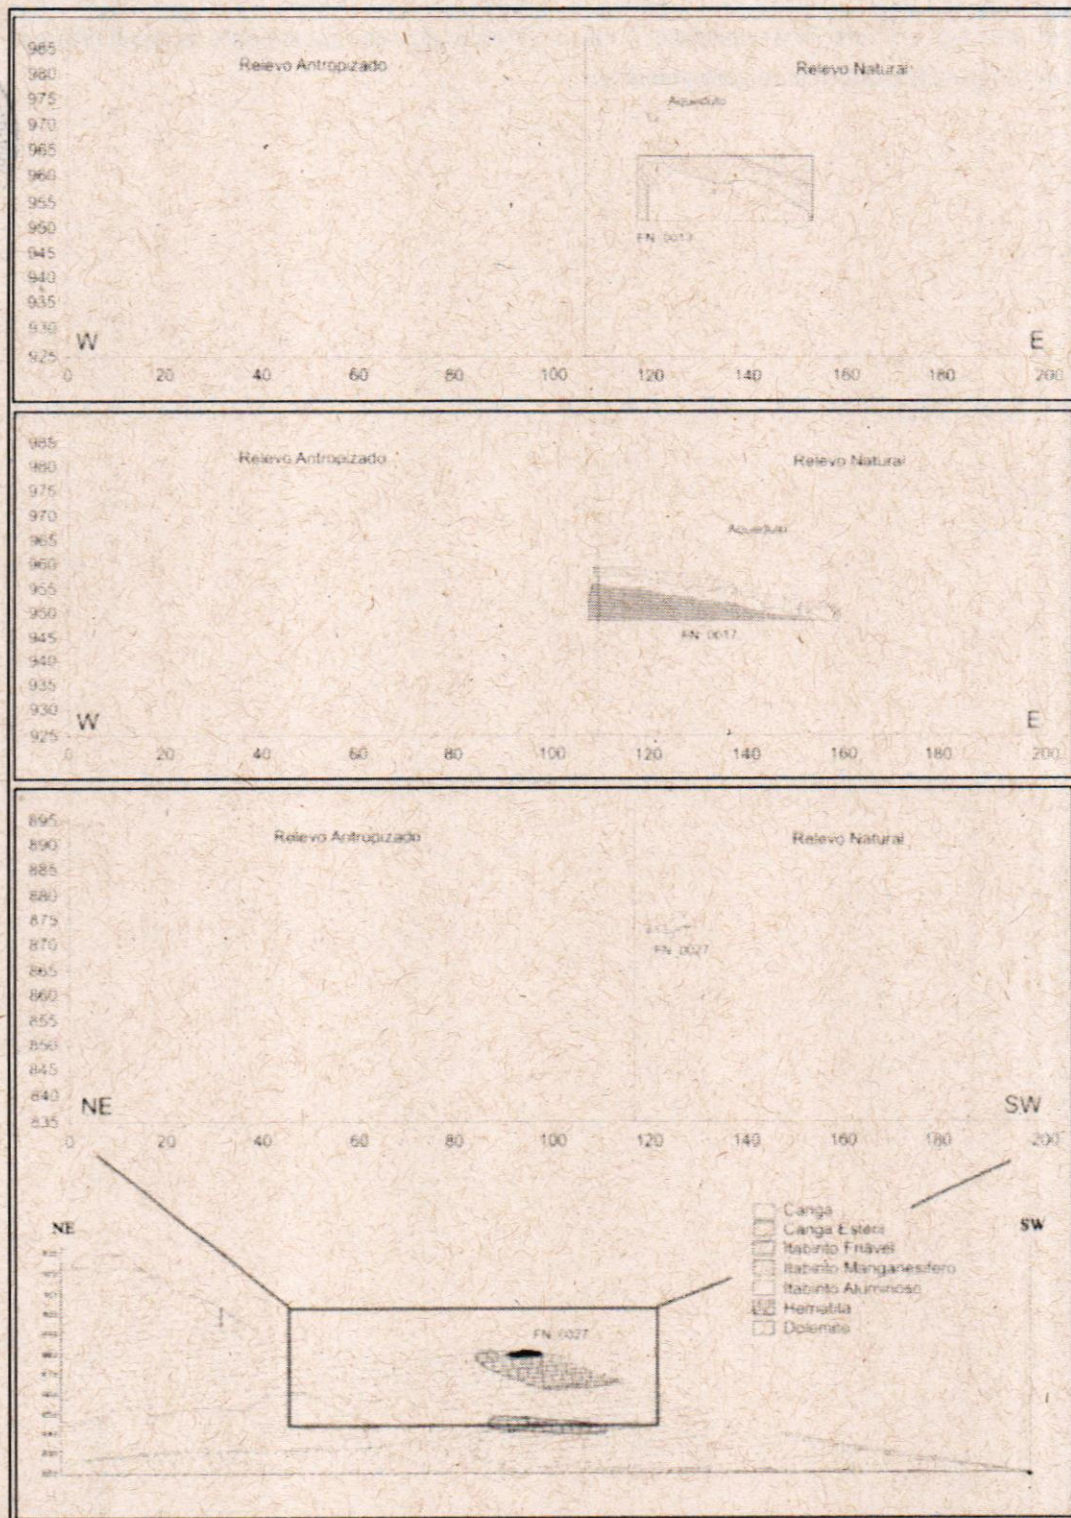 985
980
975
970
965
960
955
950
945
940
935
930
925
Relevo Antropizado
Relevo Natural
Aqueduto
FN_0013
W
E
0 20 40 60 80 100 120 140 160 180 200
985
980
975
970
965
960
955
950
945
940
935
930
925
Relevo Antropizado
Relevo Natural
Aqueduto
FN_0017
W
E
0 20 40 60 80 100 120 140 160 180 200
895
890
885
880
875
870
865
860
855
850
845
840
835
Relevo Antropizado
Relevo Natural
FN_0027
NE
SW
0 20 40 60 80 100 120 140 160 180 200
NE
SW
Canga
Canga Estéril
Itabirito Friável
Itabirito Manganesífero
Itabirito Aluminoso
Hematita
Dolomito
FN_0027